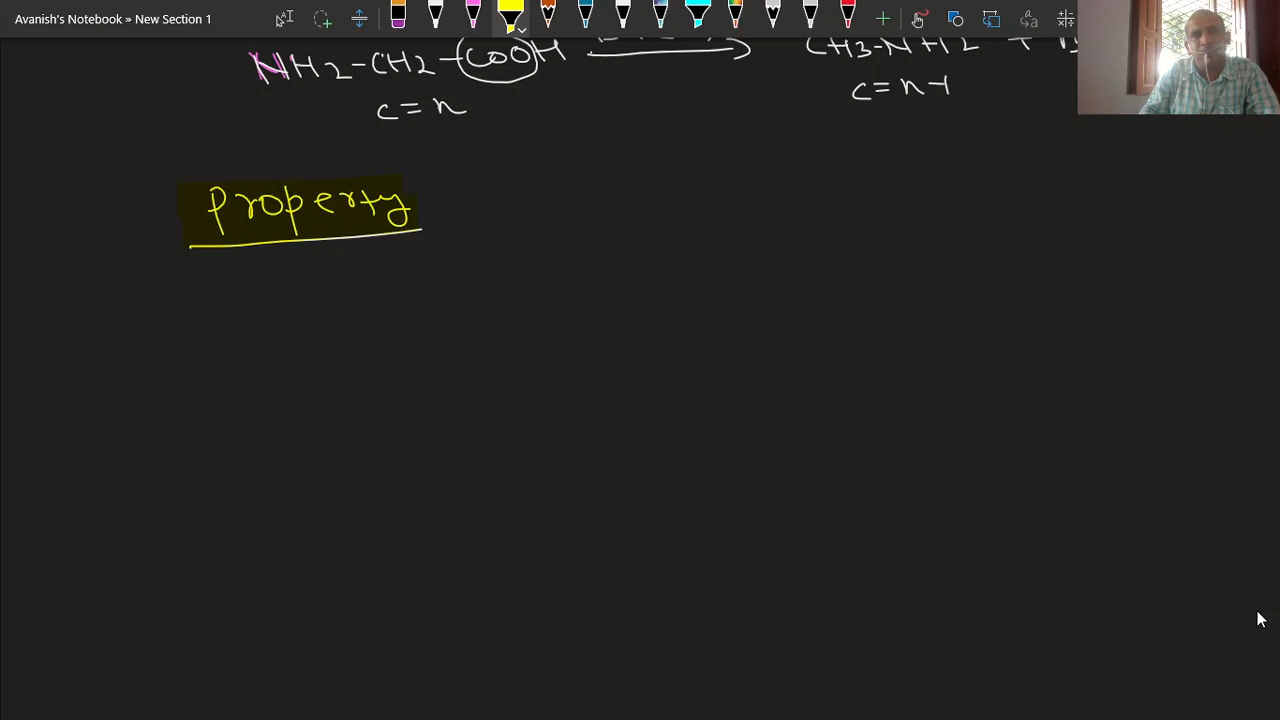 Avanish's Notebook » New Section 1
NH2-CH2-COOH CH3-NH2 +
C=n C=n-1
Property